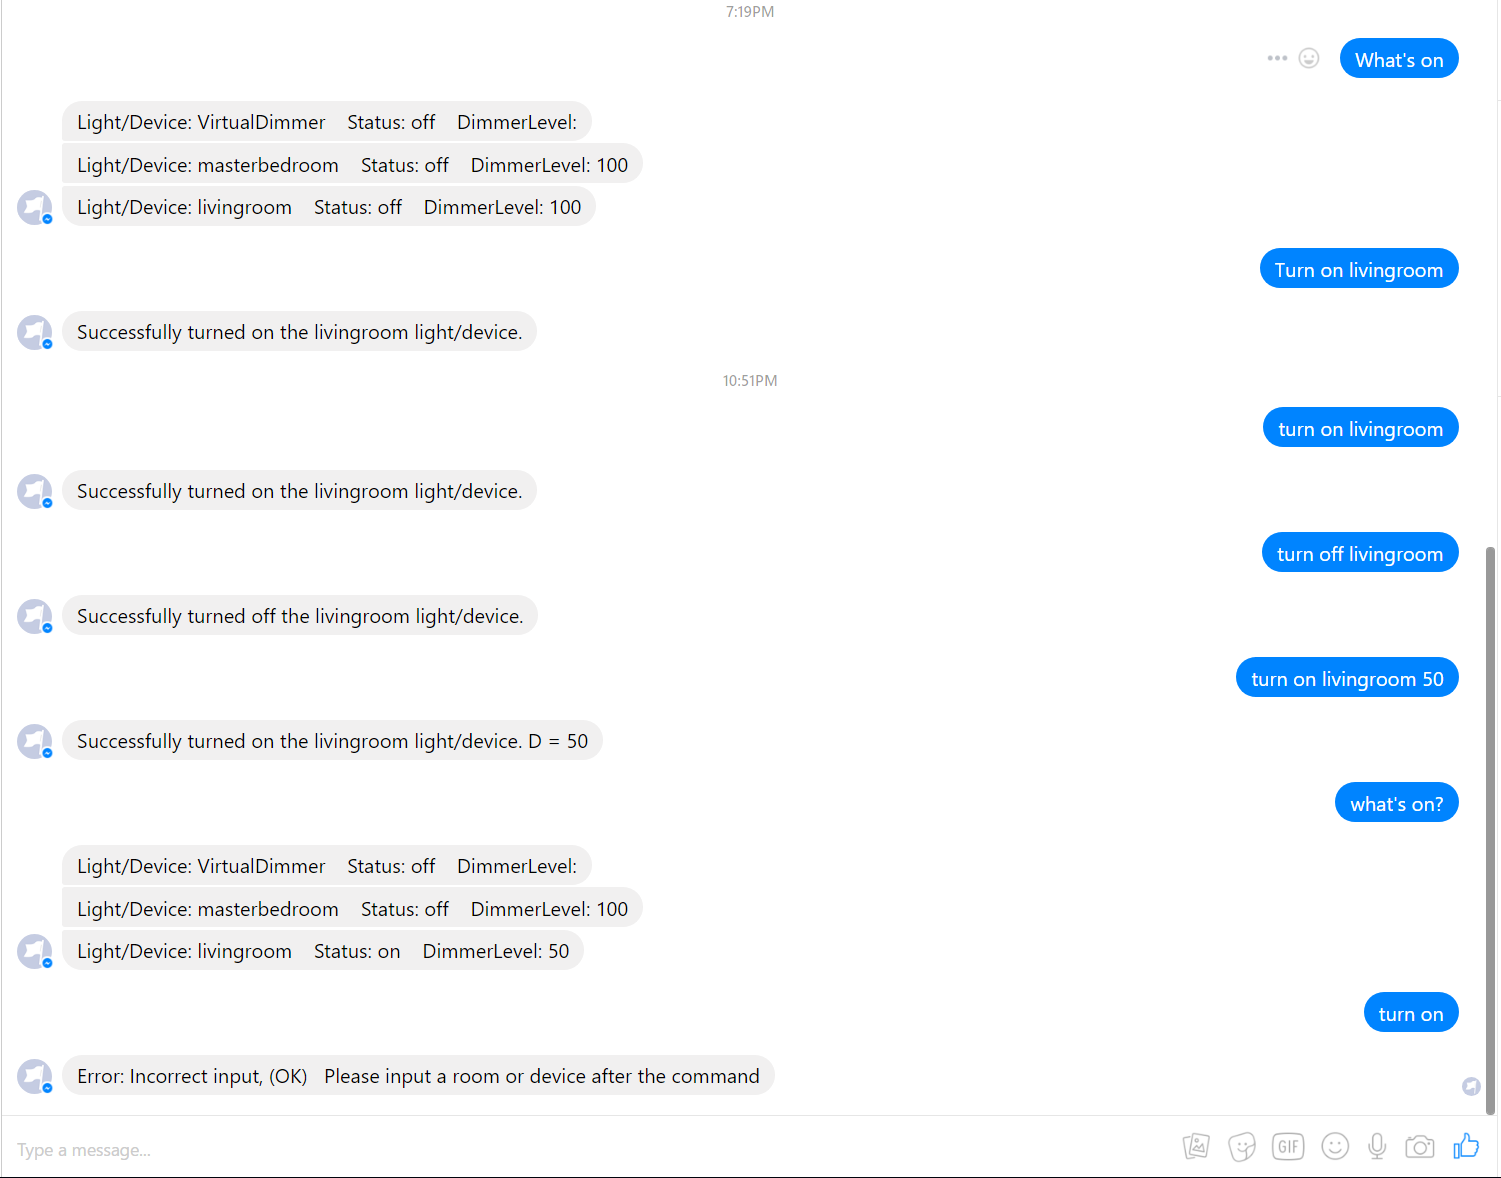 7:19PM
What's on
Light/Device: VirtualDimmer    Status: off    DimmerLevel:
Light/Device: masterbedroom    Status: off    DimmerLevel: 100
Light/Device: livingroom    Status: off    DimmerLevel: 100
Turn on livingroom
Successfully turned on the livingroom light/device.
10:51PM
turn on livingroom
Successfully turned on the livingroom light/device.
turn off livingroom
Successfully turned off the livingroom light/device.
turn on livingroom 50
Successfully turned on the livingroom light/device. D = 50
what's on?
Light/Device: VirtualDimmer    Status: off    DimmerLevel:
Light/Device: masterbedroom    Status: off    DimmerLevel: 100
Light/Device: livingroom    Status: on    DimmerLevel: 50
turn on
Error: Incorrect input, (OK)   Please input a room or device after the command
Type a message...
GIF